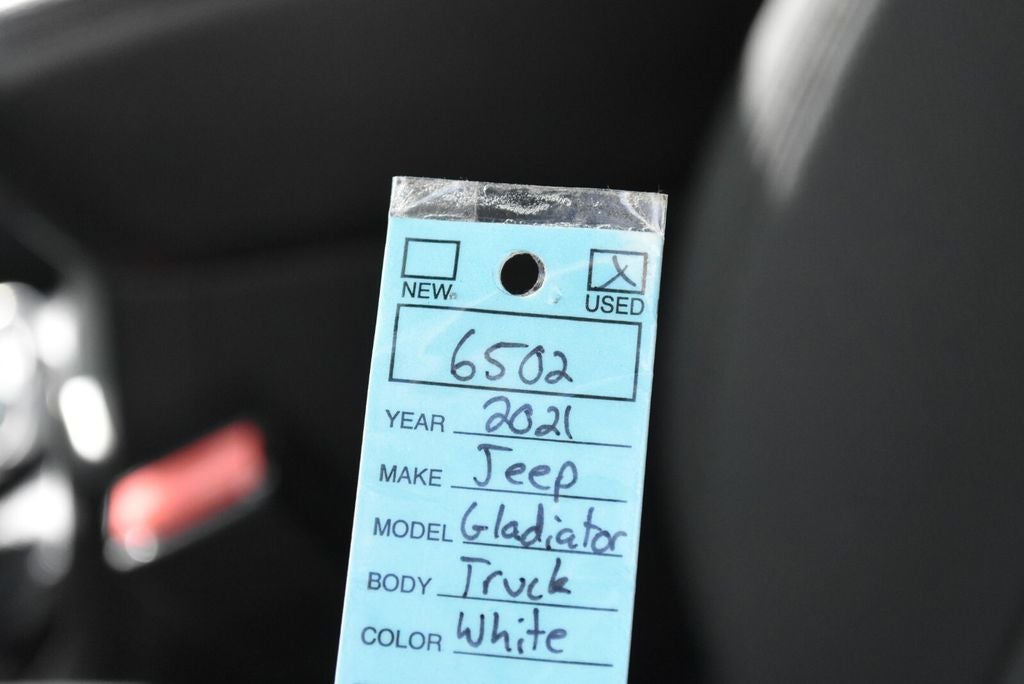 NEW X USED
6502
YEAR 2021
MAKE Jeep
MODEL Gladiator
BODY Truck
COLOR White